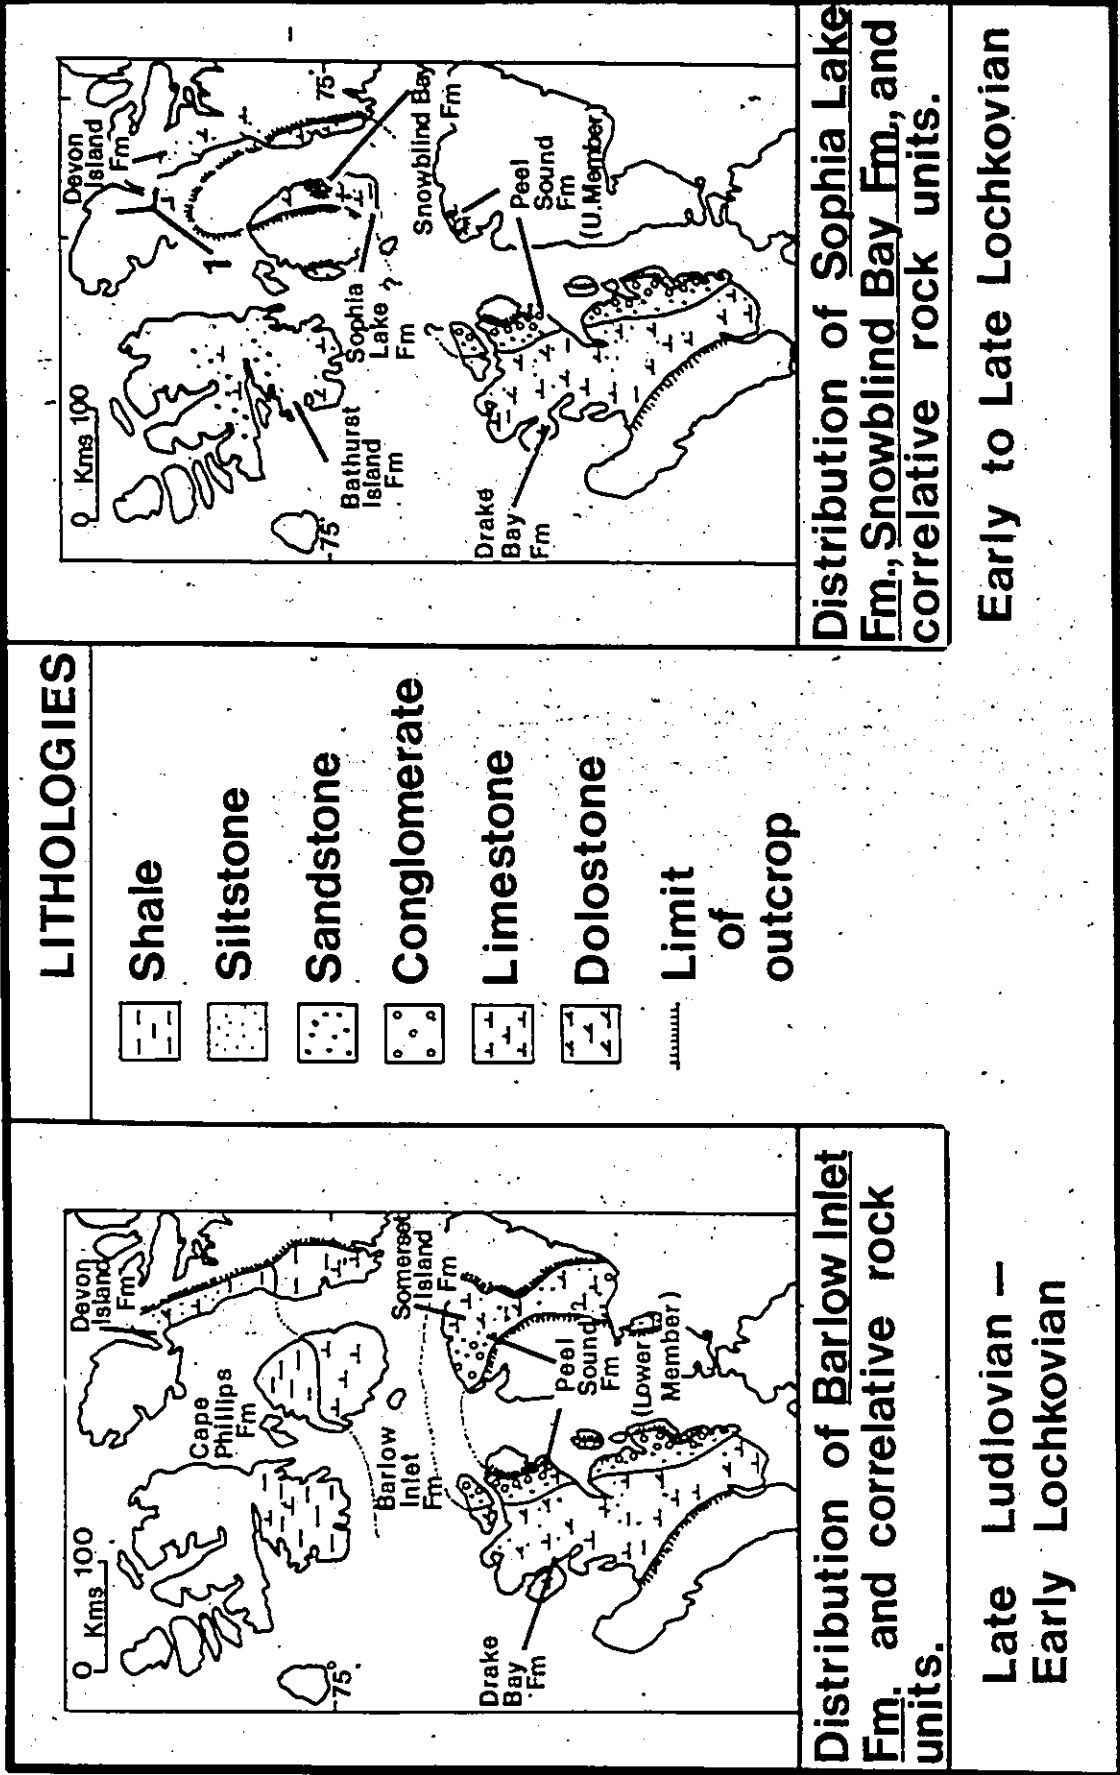 0 Kms 100
Devon
Island
Fm
Cape
Phillips
Fm
75°
Barlow
Inlet
Fm
Somerset
Island
Fm
Peel
Sound
Fm
(Lower
Member)
Drake
Bay
Fm
Distribution of Barlow Inlet
Fm. and correlative rock
units.
Late Ludlovian —
Early Lochkovian
LITHOLOGIES
Shale
Siltstone
Sandstone
Conglomerate
Limestone
Dolostone
Limit
of
outcrop
0 Kms 100
Devon
Island
Fm
1
75°
75°
Bathurst
Island
Fm
Sophia
Lake
Fm
?
Snowblind Bay
Fm
?
Peel
Sound
Fm
(U.Member)
Drake
Bay
Fm
Distribution of Sophia Lake
Fm., Snowblind Bay Fm., and
correlative rock units.
Early to Late Lochkovian